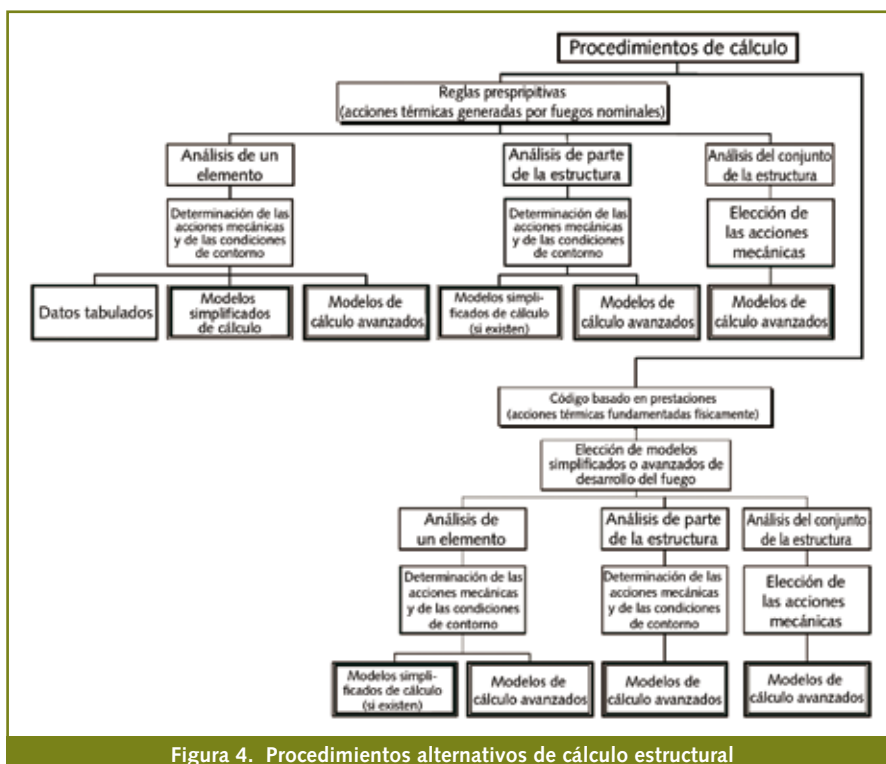 Procedimientos de cálculo
Reglas prespripitivas
(acciones térmicas generadas por fuegos nominales)
Análisis de un
elemento
Análisis de parte
de la estructura
Análisis del conjunto
de la estructura
Determinación de las
acciones mecánicas
y de las condiciones
de contorno
Determinación de las
acciones mecánicas
y de las condiciones
de contorno
Elección de
las acciones
mecánicas
Datos tabulados
Modelos
simplificados
de cálculo
Modelos de
cálculo avanzados
Modelos simpli-
ficados de cálculo
(si existen)
Modelos de
cálculo avanzados
Modelos de
cálculo avanzados
Código basado en prestaciones
(acciones térmicas fundamentadas físicamente)
Elección de modelos
simplificados o avanzados de
desarrollo del fuego
Análisis de
un elemento
Análisis de parte
de la estructura
Análisis del conjunto
de la estructura
Determinación de las
acciones mecánicas
y de las condiciones
de contorno
Determinación de las
acciones mecánicas
y de las condiciones
de contorno
Elección de
las acciones
mecánicas
Modelos simpli-
ficados de cálculo
(si existen)
Modelos de
cálculo avanzados
Modelos de
cálculo avanzados
Modelos de
cálculo avanzados
Figura 4. Procedimientos alternativos de cálculo estructural